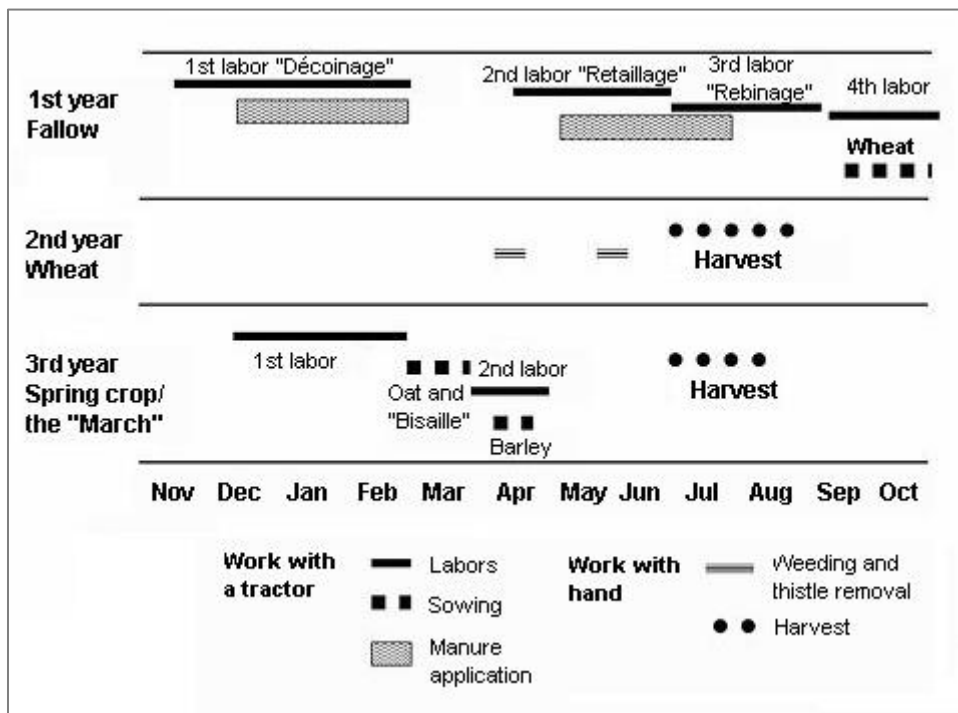 1st labor "Décoinage"
2nd labor "Retaillage"
3rd labor
"Rebinage"
4th labor
1st year
Fallow
Wheat
2nd year
Wheat
Harvest
3rd year
Spring crop/
the "March"
1st labor
2nd labor
Oat and
"Bisaille"
Barley
Harvest
Nov Dec Jan Feb Mar Apr May Jun Jul Aug Sep Oct
Work with
a tractor
Labors
Sowing
Manure
application
Work with
hand
Weeding and
thistle removal
Harvest